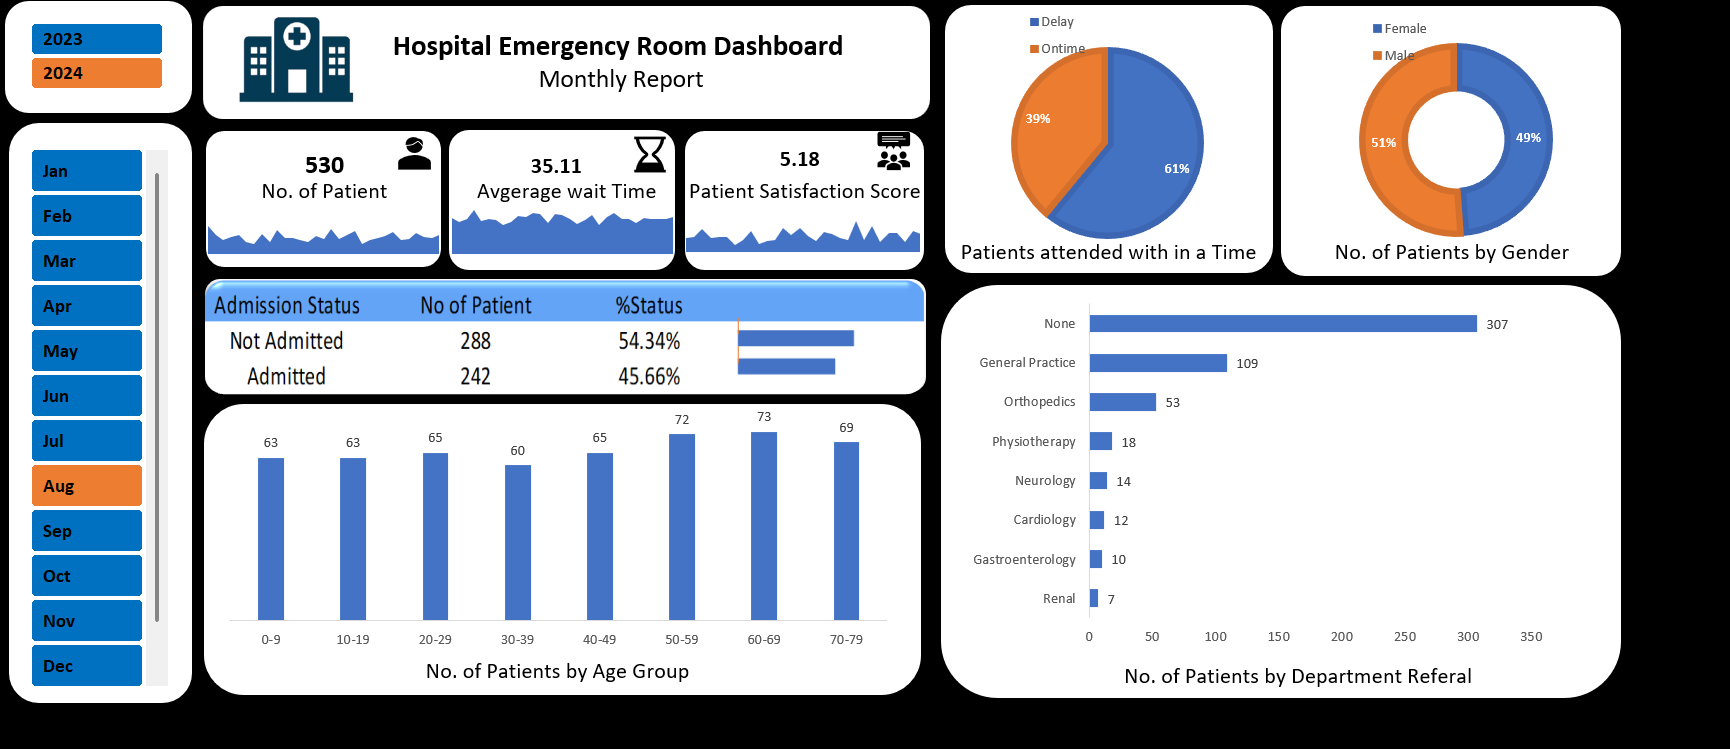 2023
2024
Jan
Feb
Mar
Apr
May
Jun
Jul
Aug
Sep
Oct
Nov
Dec
Hospital Emergency Room Dashboard
Monthly Report
530
No. of Patient
35.11
Avgerage wait Time
5.18
Patient Satisfaction Score
Admission Status No of Patient %Status
Not Admitted 288 54.34%
Admitted 242 45.66%
63 63 65 60 65 72 73 69
0-9 10-19 20-29 30-39 40-49 50-59 60-69 70-79
No. of Patients by Age Group
Delay
Ontime
39%
61%
Patients attended with in a Time
Female
Male
51%
49%
No. of Patients by Gender
None 307
General Practice 109
Orthopedics 53
Physiotherapy 18
Neurology 14
Cardiology 12
Gastroenterology 10
Renal 7
0 50 100 150 200 250 300 350
No. of Patients by Department Referal